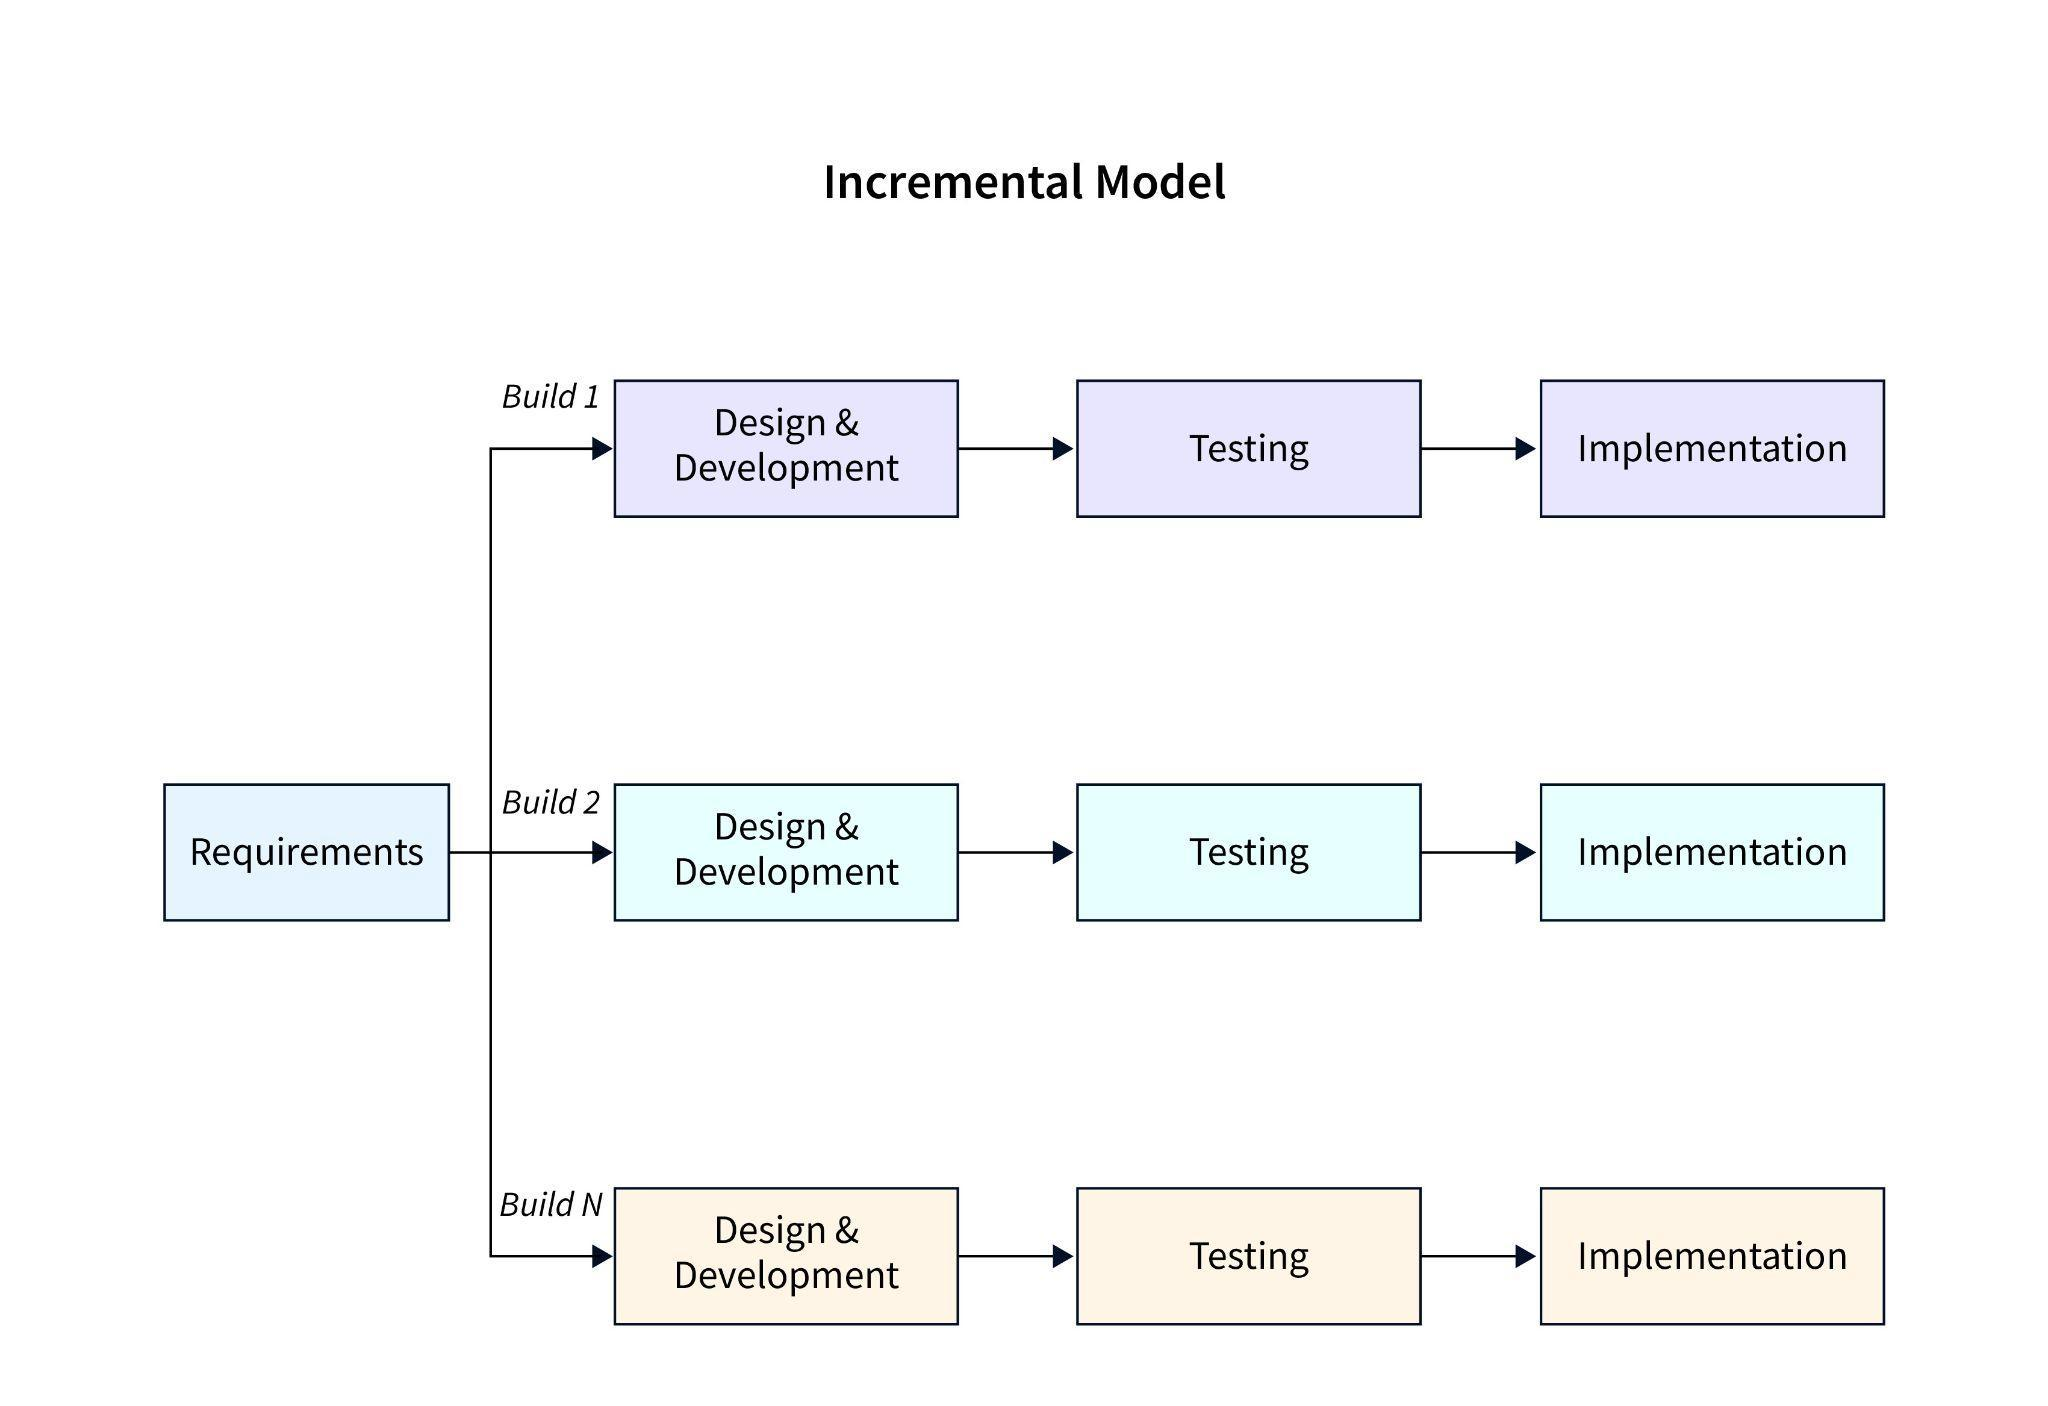 Incremental Model
Build 1
Design &
Development
Testing
Implementation
Requirements
Build 2
Design &
Development
Testing
Implementation
Build N
Design &
Development
Testing
Implementation